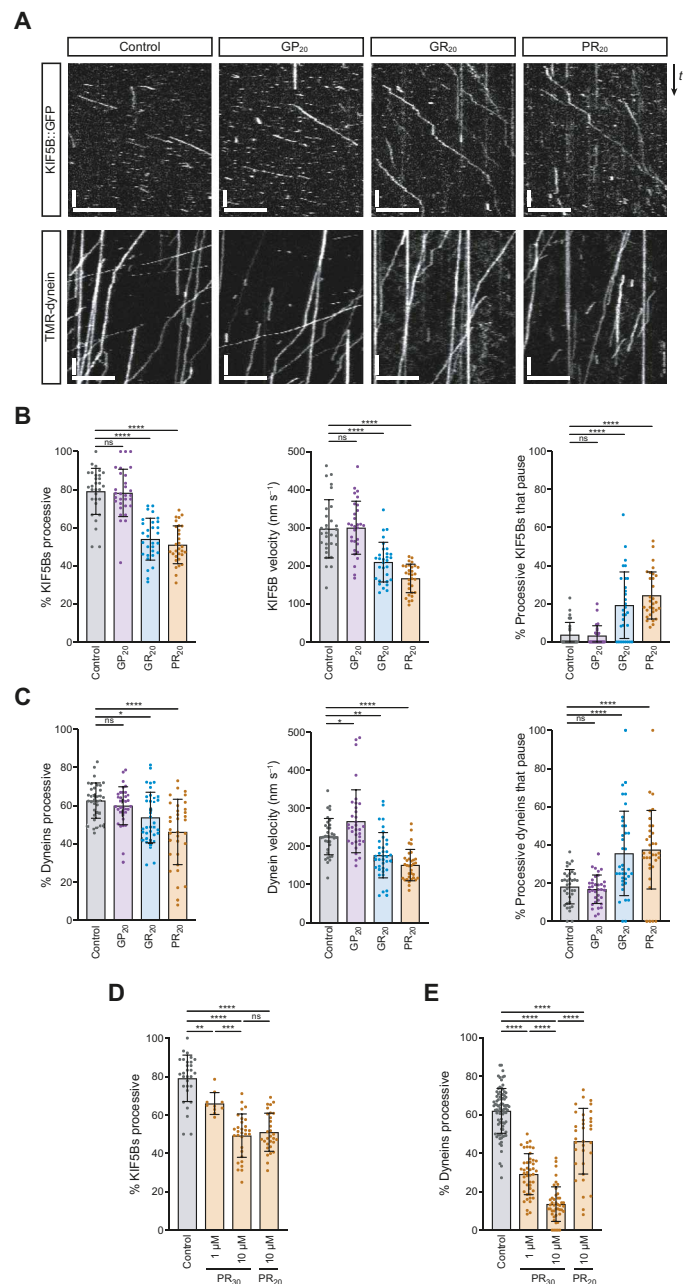 A
Control
GP₂₀
GR₂₀
PR₂₀
KIF5B::GFP
t
TMR-dynein
B
% KIF5Bs processive
100
80
60
40
20
0
ns
****
****
Control
GP₂₀
GR₂₀
PR₂₀
KIF5B velocity (nm s⁻¹)
500
400
300
200
100
0
ns
****
****
Control
GP₂₀
GR₂₀
PR₂₀
% Processive KIF5Bs that pause
100
80
60
40
20
0
ns
****
****
Control
GP₂₀
GR₂₀
PR₂₀
C
% Dyneins processive
100
80
60
40
20
0
ns
*
****
Control
GP₂₀
GR₂₀
PR₂₀
Dynein velocity (nm s⁻¹)
500
400
300
200
100
0
*
**
****
Control
GP₂₀
GR₂₀
PR₂₀
% Processive dyneins that pause
100
80
60
40
20
0
ns
****
****
Control
GP₂₀
GR₂₀
PR₂₀
D
% KIF5Bs processive
100
80
60
40
20
0
****
**** ns
** ***
Control
1 µM
10 µM
10 µM
PR₃₀ PR₂₀
E
% Dyneins processive
100
80
60
40
20
0
****
**** ****
**** ****
Control
1 µM
10 µM
10 µM
PR₃₀ PR₂₀